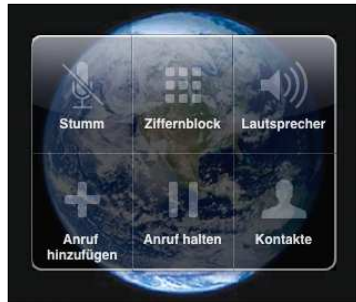 Stumm
Ziffernblock
Lautsprecher
Anruf
hinzufügen
Anruf halten
Kontakte